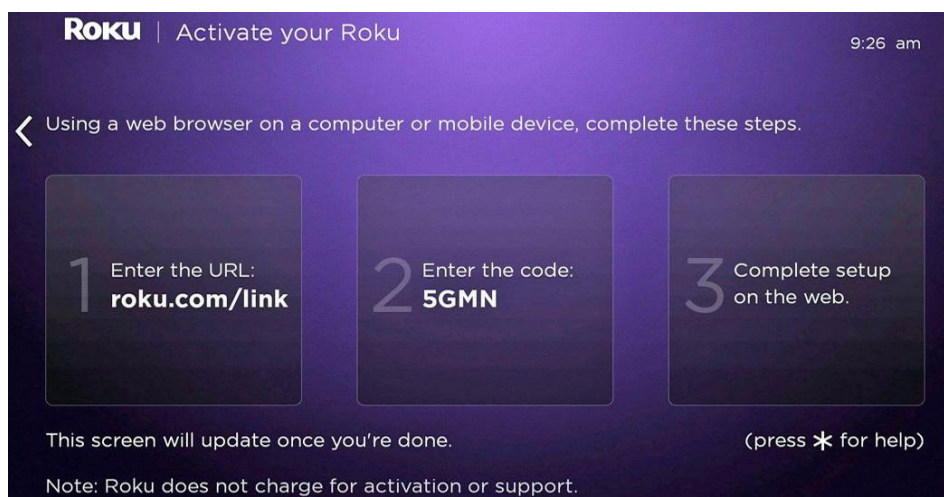 Roku | Activate your Roku
9:26 am
Using a web browser on a computer or mobile device, complete these steps.
1
Enter the URL:
roku.com/link
2
Enter the code:
5GMN
3
Complete setup
on the web.
This screen will update once you're done.
(press * for help)
Note: Roku does not charge for activation or support.